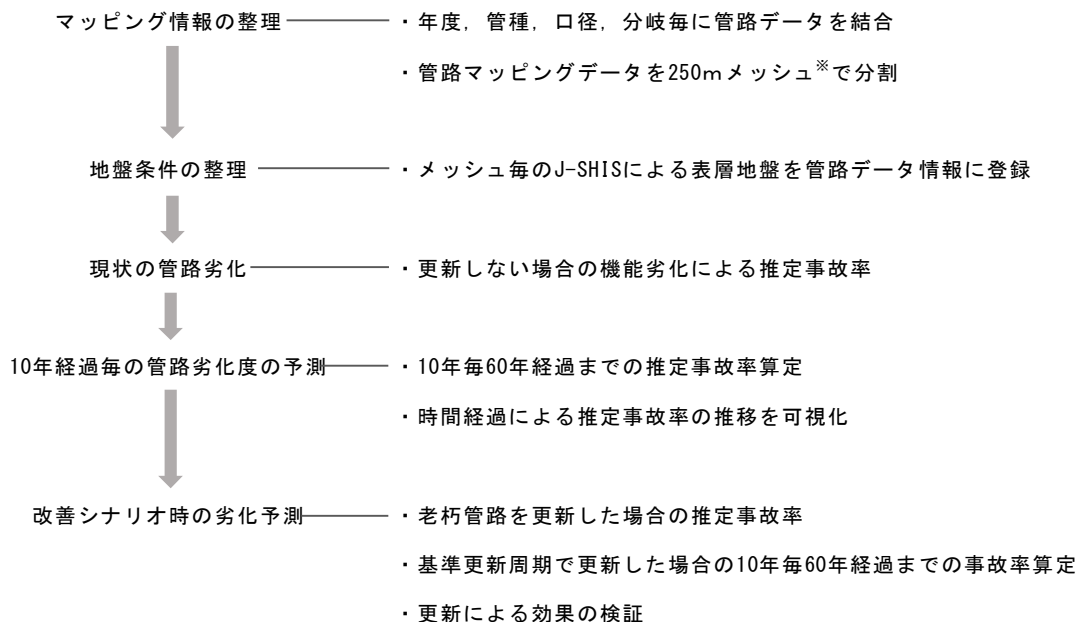 マッピング情報の整理 ・年度，管種，口径，分岐毎に管路データを結合
・管路マッピングデータを250mメッシュ※で分割
地盤条件の整理 ・メッシュ毎のJ-SHISによる表層地盤を管路データ情報に登録
現状の管路劣化 ・更新しない場合の機能劣化による推定事故率
10年経過毎の管路劣化度の予測 ・10年毎60年経過までの推定事故率算定
・時間経過による推定事故率の推移を可視化
改善シナリオ時の劣化予測 ・老朽管路を更新した場合の推定事故率
・基準更新周期で更新した場合の10年毎60年経過までの事故率算定
・更新による効果の検証